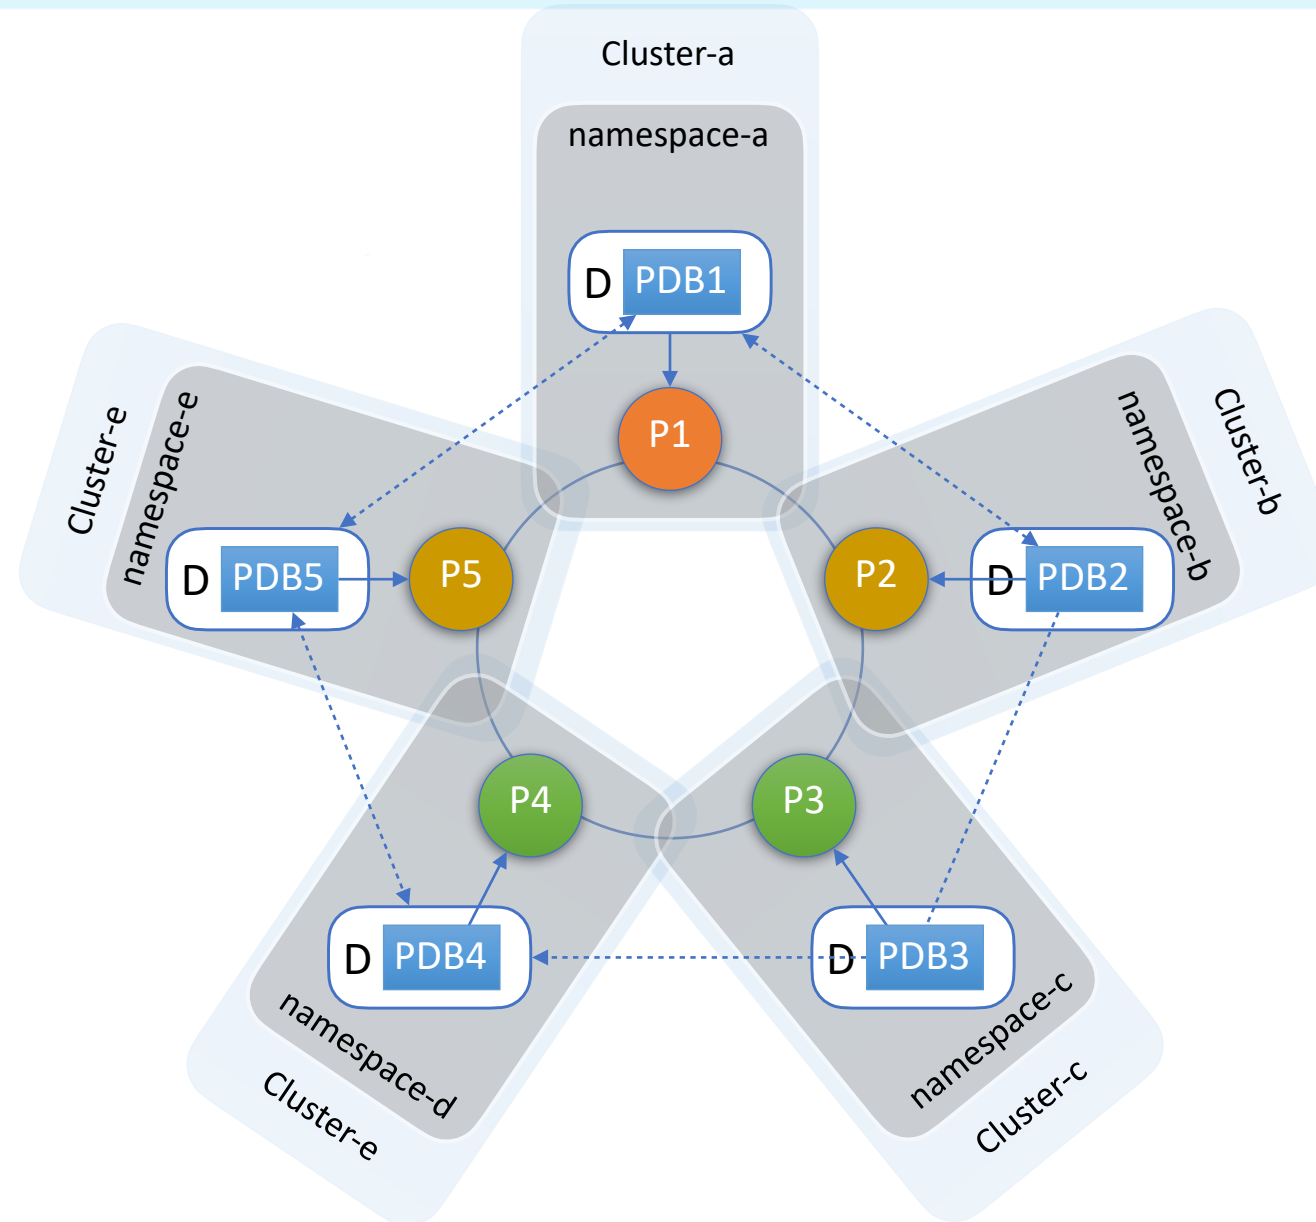 Cluster-a
namespace-a
D PDB1
P1
Cluster-b
namespace-b
P2
D PDB2
Cluster-e
namespace-e
D PDB5
P5
P4
P3
D PDB4
D PDB3
namespace-d
Cluster-e
namespace-c
Cluster-c